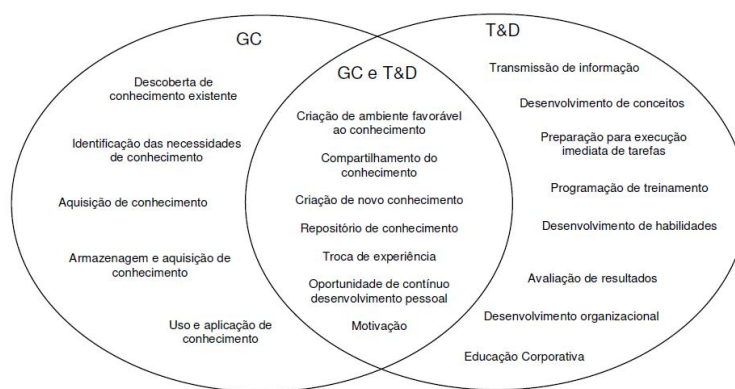 GC
Descoberta de
conhecimento existente
Identificação das necessidades
de conhecimento
Aquisição de conhecimento
Armazenagem e aquisição de
conhecimento
Uso e aplicação de
conhecimento
GC e T&D
Criação de ambiente favorável
ao conhecimento
Compartilhamento do
conhecimento
Criação de novo conhecimento
Repositório de conhecimento
Troca de experiência
Oportunidade de contínuo
desenvolvimento pessoal
Motivação
T&D
Transmissão de informação
Desenvolvimento de conceitos
Preparação para execução
imediata de tarefas
Programação de treinamento
Desenvolvimento de habilidades
Avaliação de resultados
Desenvolvimento organizacional
Educação Corporativa